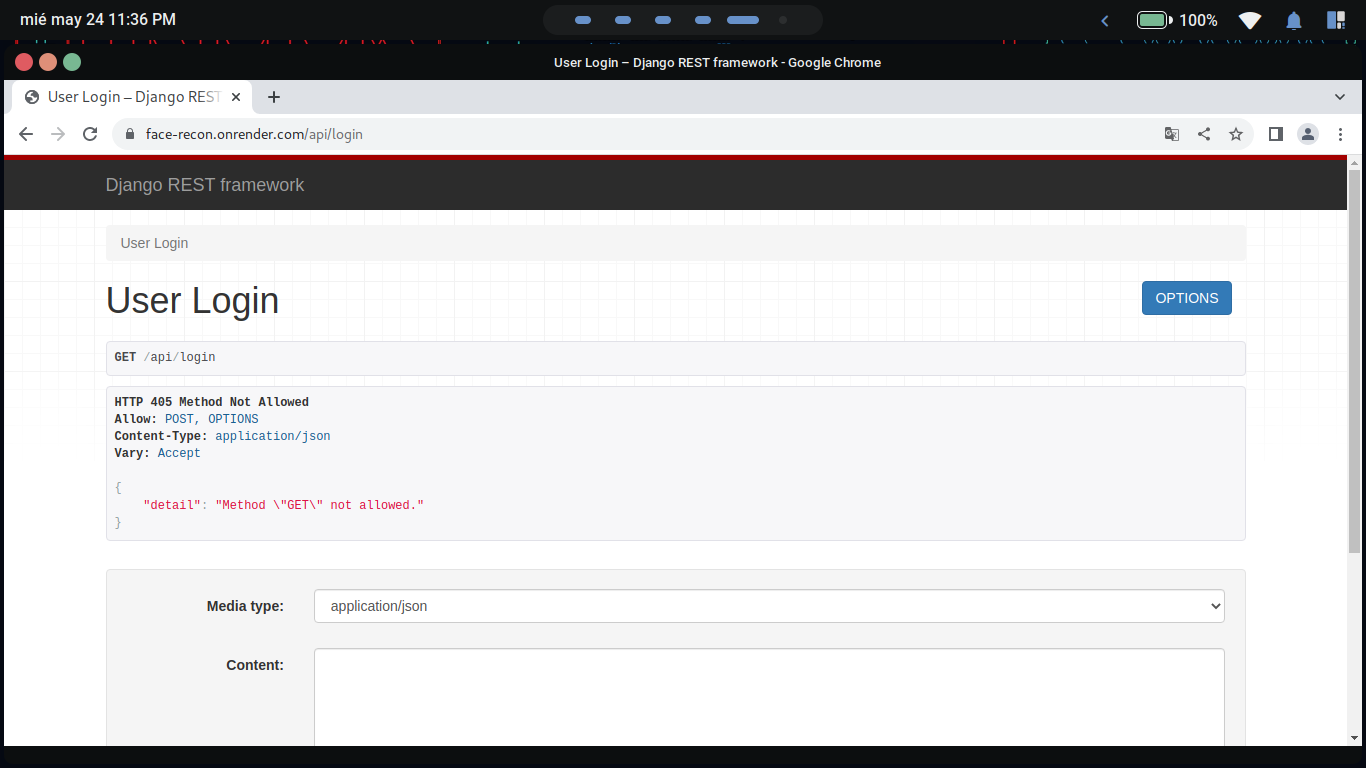 mié may 24 11:36 PM
100%
User Login – Django REST framework - Google Chrome
User Login – Django REST
face-recon.onrender.com/api/login
Django REST framework
User Login
User Login
OPTIONS
GET /api/login
HTTP 405 Method Not Allowed
Allow: POST, OPTIONS
Content-Type: application/json
Vary: Accept
{
"detail": "Method \"GET\" not allowed."
}
Media type:
application/json
Content: